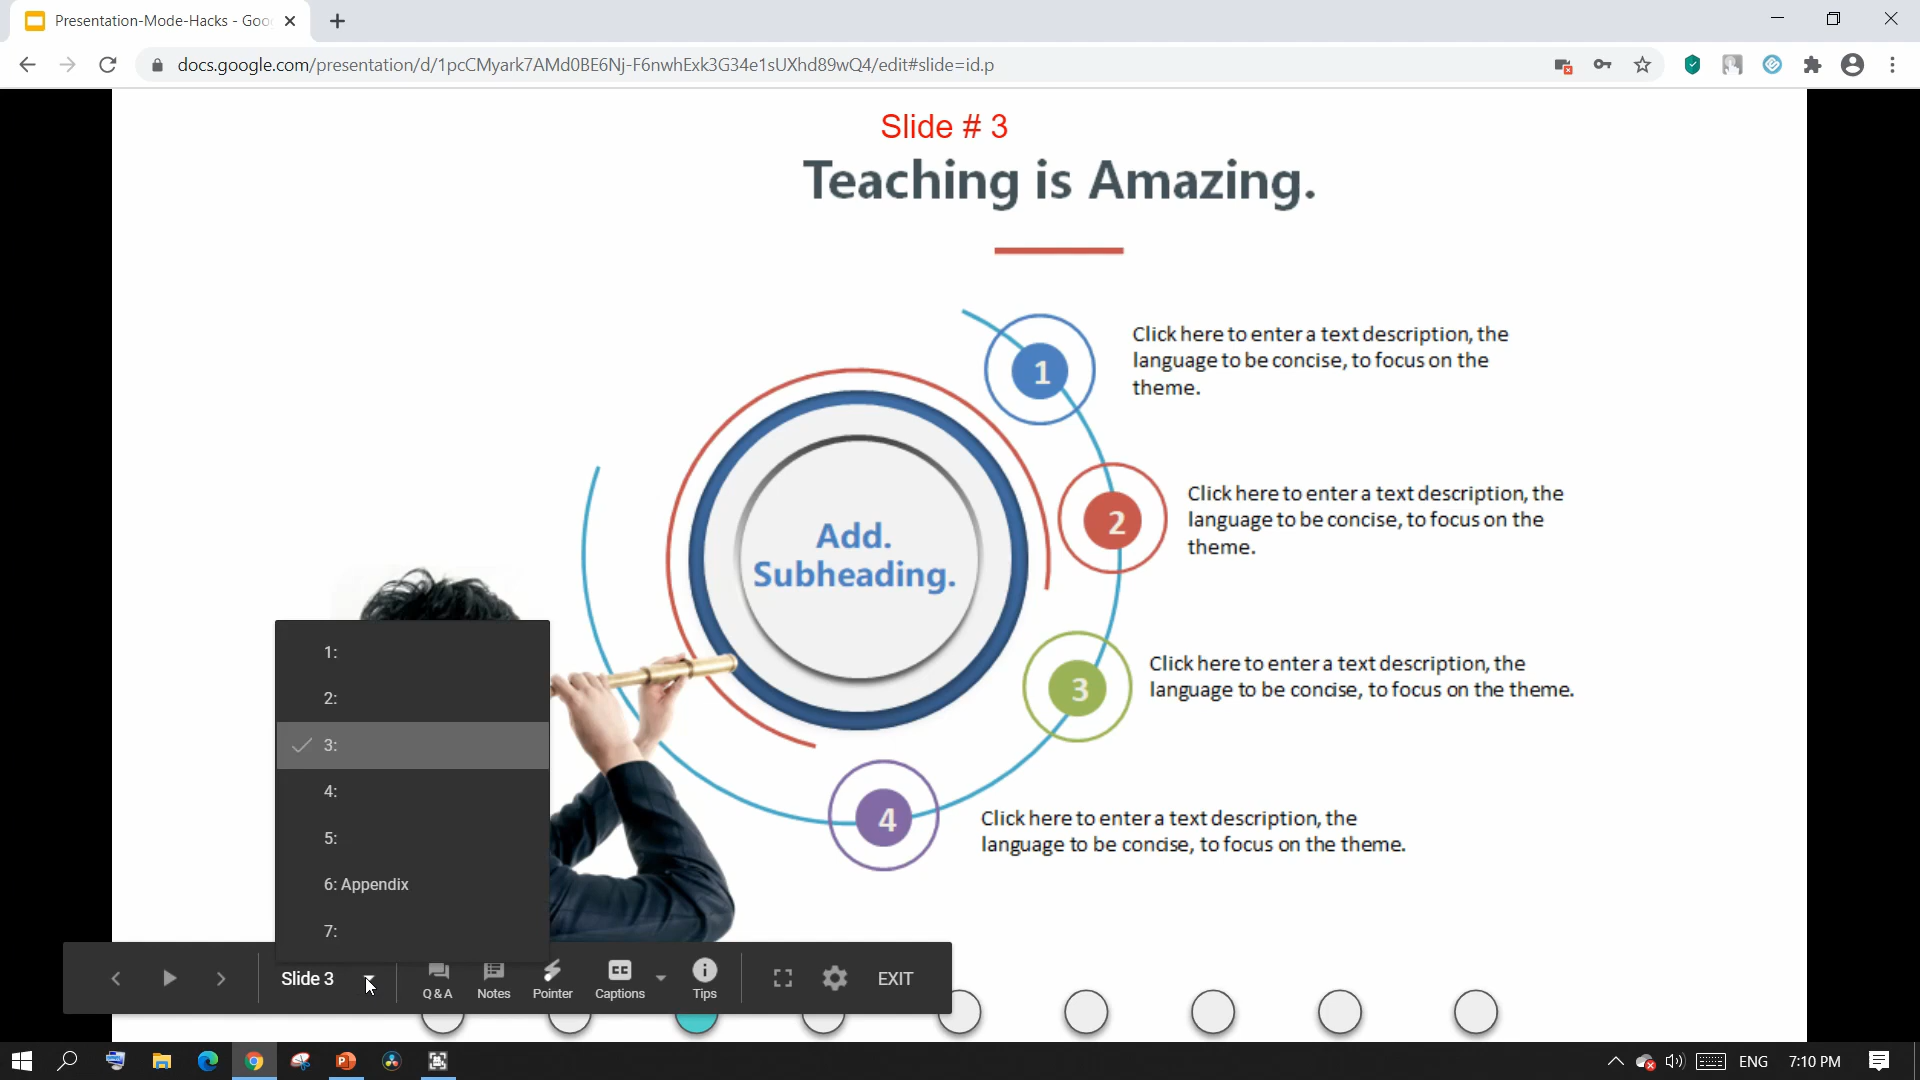 Presentation-Mode-Hacks - Goo
docs.google.com/presentation/d/1pcCMyark7AMd0BE6Nj-F6nwhExk3G34e1sUXhd89wQ4/edit#slide=id.p
Slide # 3
Teaching is Amazing.
1
Click here to enter a text description, the
language to be concise, to focus on the
theme.
2
Click here to enter a text description, the
language to be concise, to focus on the
theme.
Add.
Subheading.
3
Click here to enter a text description, the
language to be concise, to focus on the theme.
4
Click here to enter a text description, the
language to be concise, to focus on the theme.
1:
2:
3:
4:
5:
6: Appendix
7:
Slide 3
Q&A
Notes
Pointer
CC
Captions
Tips
EXIT
ENG
7:10 PM